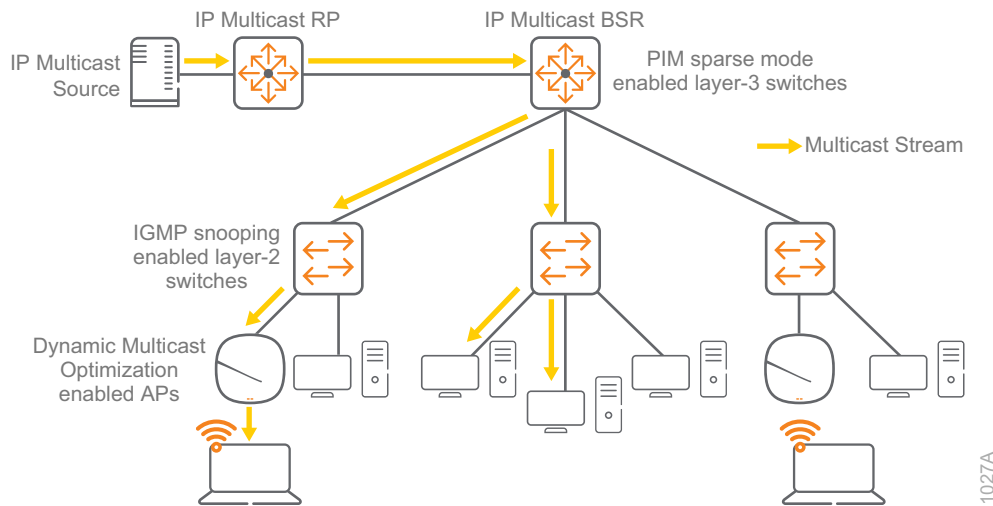 IP Multicast RP
IP Multicast BSR
IP Multicast
Source
PIM sparse mode
enabled layer-3 switches
Multicast Stream
IGMP snooping
enabled layer-2
switches
Dynamic Multicast
Optimization
enabled APs
1027A